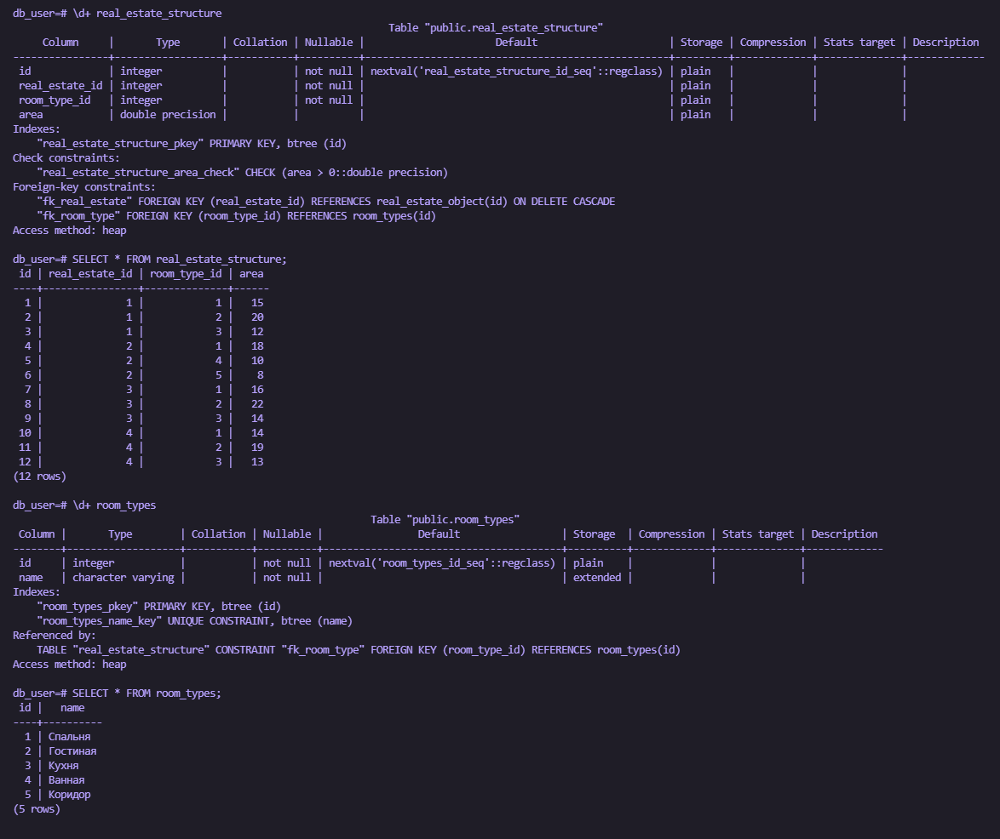 db_user=# \d+ real_estate_structure
                                                               Table "public.real_estate_structure"
     Column     |       Type       | Collation | Nullable |                      Default                      | Storage | Compression | Stats target | Description
----------------+------------------+-----------+----------+---------------------------------------------------+---------+-------------+--------------+-------------
 id             | integer          |           | not null | nextval('real_estate_structure_id_seq'::regclass) | plain   |             |              |
 real_estate_id | integer          |           | not null |                                                   | plain   |             |              |
 room_type_id   | integer          |           | not null |                                                   | plain   |             |              |
 area           | double precision |           |          |                                                   | plain   |             |              |
Indexes:
    "real_estate_structure_pkey" PRIMARY KEY, btree (id)
Check constraints:
    "real_estate_structure_area_check" CHECK (area > 0::double precision)
Foreign-key constraints:
    "fk_real_estate" FOREIGN KEY (real_estate_id) REFERENCES real_estate_object(id) ON DELETE CASCADE
    "fk_room_type" FOREIGN KEY (room_type_id) REFERENCES room_types(id)
Access method: heap

db_user=# SELECT * FROM real_estate_structure;
 id | real_estate_id | room_type_id | area
----+----------------+--------------+------
  1 |              1 |            1 |   15
  2 |              1 |            2 |   20
  3 |              1 |            3 |   12
  4 |              2 |            1 |   18
  5 |              2 |            4 |   10
  6 |              2 |            5 |    8
  7 |              3 |            1 |   16
  8 |              3 |            2 |   22
  9 |              3 |            3 |   14
 10 |              4 |            1 |   14
 11 |              4 |            2 |   19
 12 |              4 |            3 |   13
(12 rows)

db_user=# \d+ room_types
                                                            Table "public.room_types"
 Column |       Type        | Collation | Nullable |                Default                 | Storage  | Compression | Stats target | Description
--------+-------------------+-----------+----------+----------------------------------------+----------+-------------+--------------+-------------
 id     | integer           |           | not null | nextval('room_types_id_seq'::regclass) | plain    |             |              |
 name   | character varying |           | not null |                                        | extended |             |              |
Indexes:
    "room_types_pkey" PRIMARY KEY, btree (id)
    "room_types_name_key" UNIQUE CONSTRAINT, btree (name)
Referenced by:
    TABLE "real_estate_structure" CONSTRAINT "fk_room_type" FOREIGN KEY (room_type_id) REFERENCES room_types(id)
Access method: heap

db_user=# SELECT * FROM room_types;
 id |   name
----+----------
  1 | Спальня
  2 | Гостиная
  3 | Кухня
  4 | Ванная
  5 | Коридор
(5 rows)